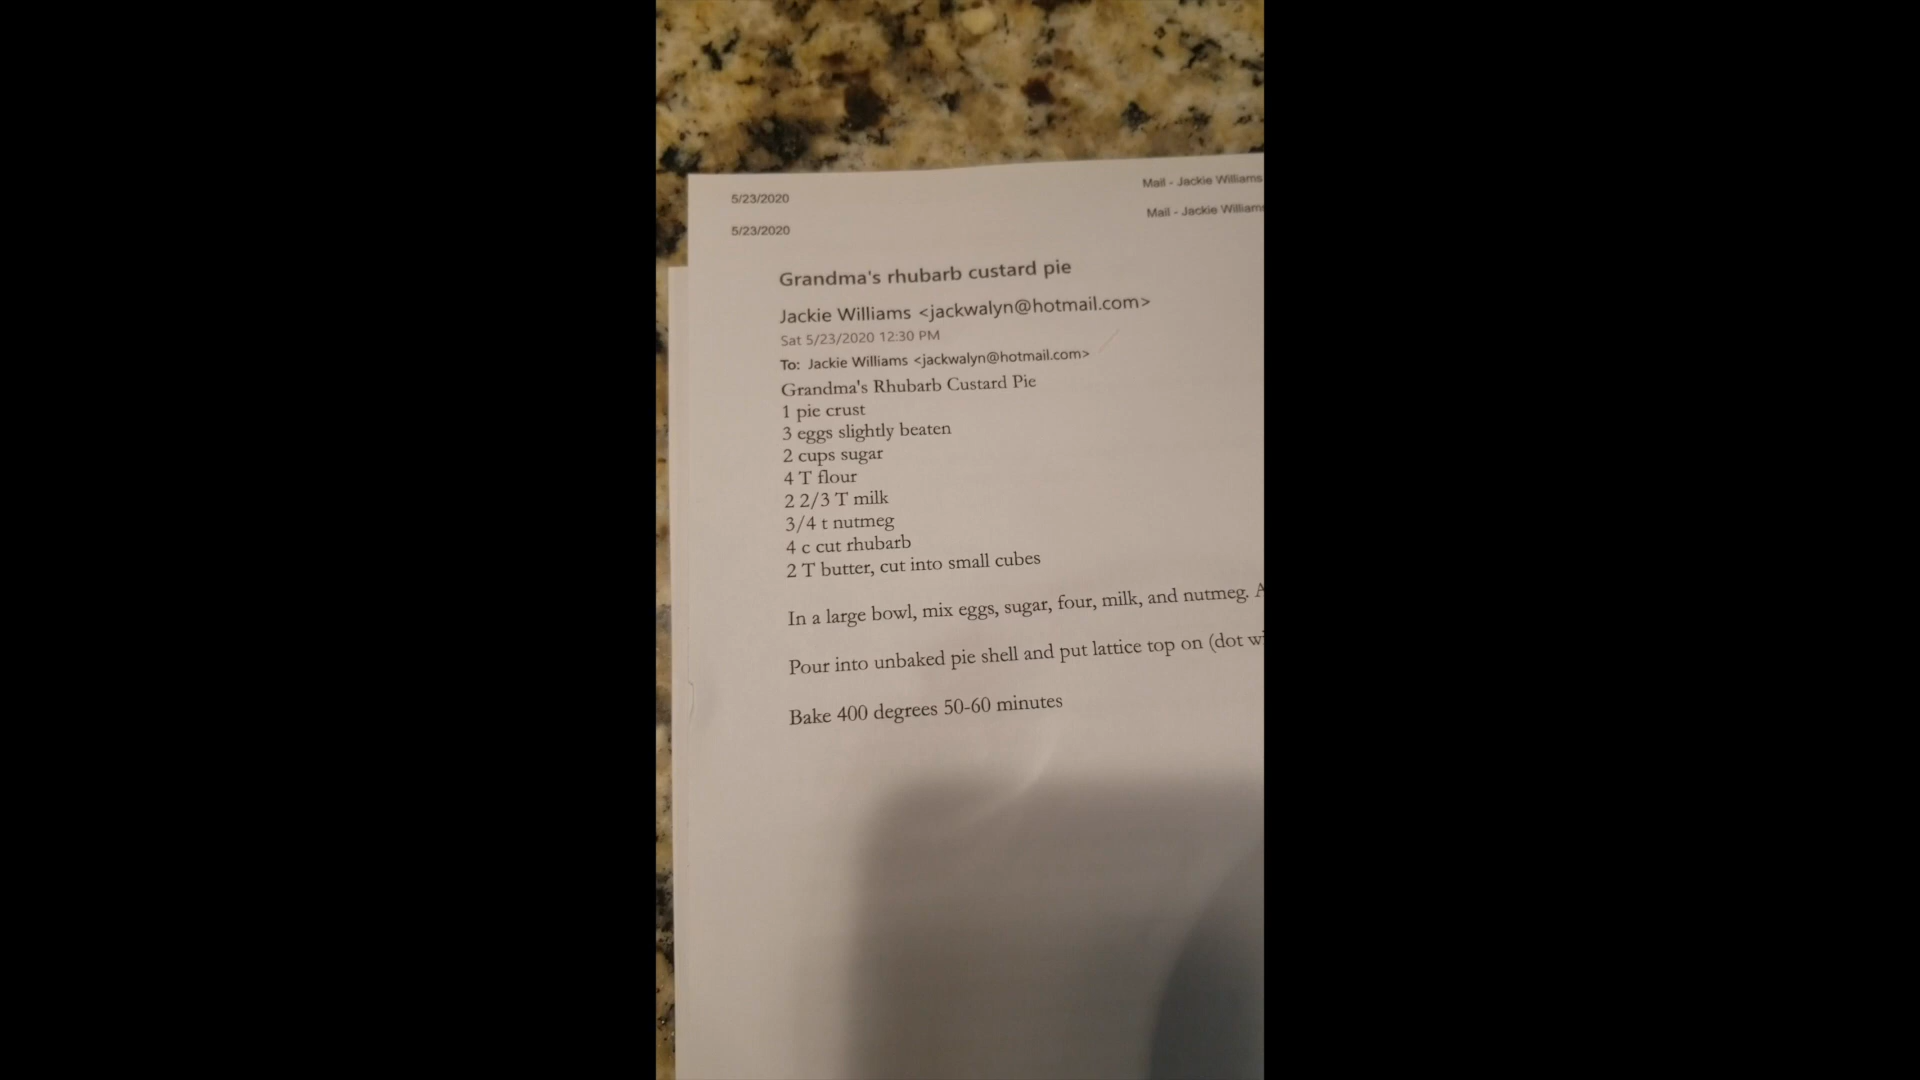 5/23/2020 Mail - Jackie Williams
5/23/2020 Mail - Jackie Williams
Grandma's rhubarb custard pie
Jackie Williams <jackwalyn@hotmail.com>
Sat 5/23/2020 12:30 PM
To: Jackie Williams <jackwalyn@hotmail.com>
Grandma's Rhubarb Custard Pie
1 pie crust
3 eggs slightly beaten
2 cups sugar
4 T flour
2 2/3 T milk
3/4 t nutmeg
4 c cut rhubarb
2 T butter, cut into small cubes
In a large bowl, mix eggs, sugar, four, milk, and nutmeg.
Pour into unbaked pie shell and put lattice top on (dot
Bake 400 degrees 50-60 minutes